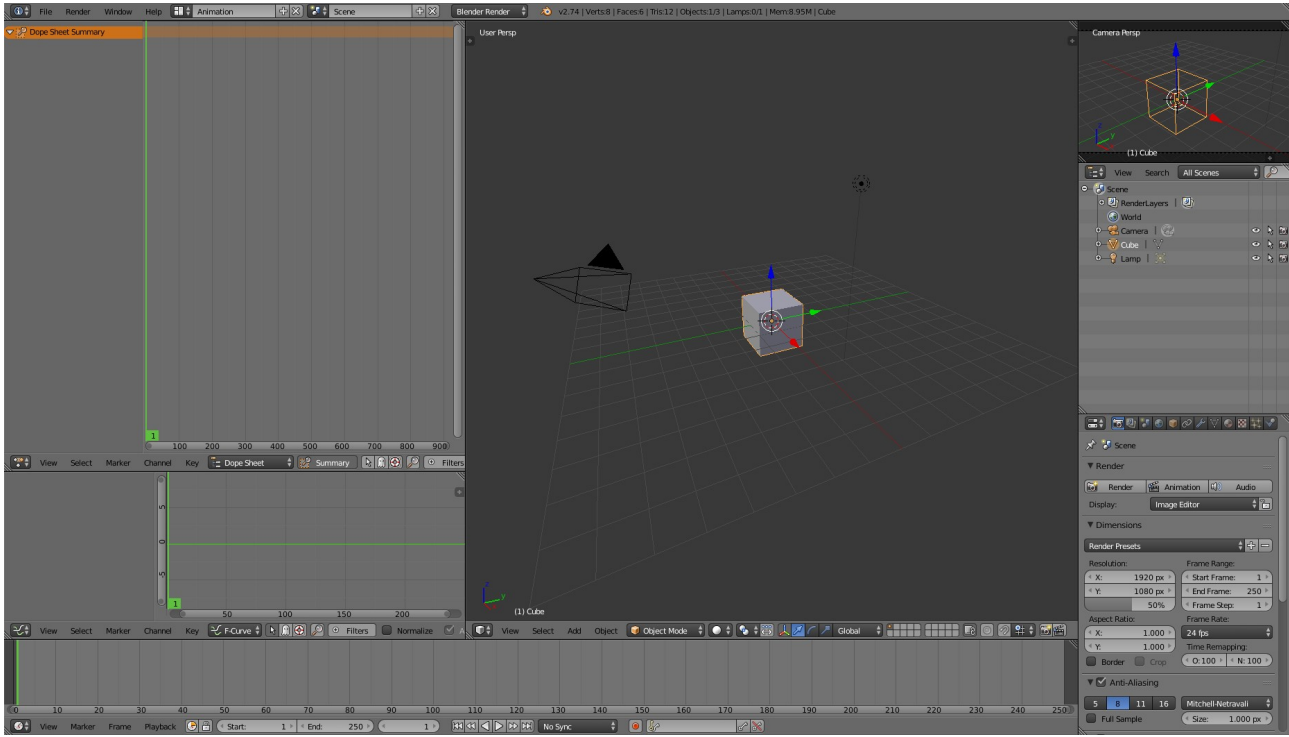 File Render Window Help Animation Scene Blender Render v2.74 | Verts:8 | Faces:6 | Tris:12 | Objects:1/3 | Lamps:0/1 | Mem:8.95M | Cube
Dope Sheet Summary
1
100 200 300 400 500 600 700 800 900
View Select Marker Channel Key Dope Sheet Summary Filters
5
0
-5
1
50 100 150 200
View Select Marker Channel Key F-Curve Filters Normalize A
User Persp
z
y
(1) Cube
View Select Add Object Object Mode Global
Camera Persp
z
y
(1) Cube
View Search All Scenes
Scene
RenderLayers
World
Camera
Cube
Lamp
Scene
Render
Render Animation Audio
Display: Image Editor
Dimensions
Render Presets
Resolution: Frame Range:
X: 1920 px Start Frame: 1
Y: 1080 px End Frame: 250
50% Frame Step: 1
Aspect Ratio: Frame Rate:
X: 1.000 24 fps
Y: 1.000 Time Remapping:
Border Crop O: 100 N: 100
Anti-Aliasing
5 8 11 16 Mitchell-Netravali
Full Sample Size: 1.000 px
0 10 20 30 40 50 60 70 80 90 100 110 120 130 140 150 160 170 180 190 200 210 220 230 240 250
View Marker Frame Playback Start: 1 End: 250 1 No Sync